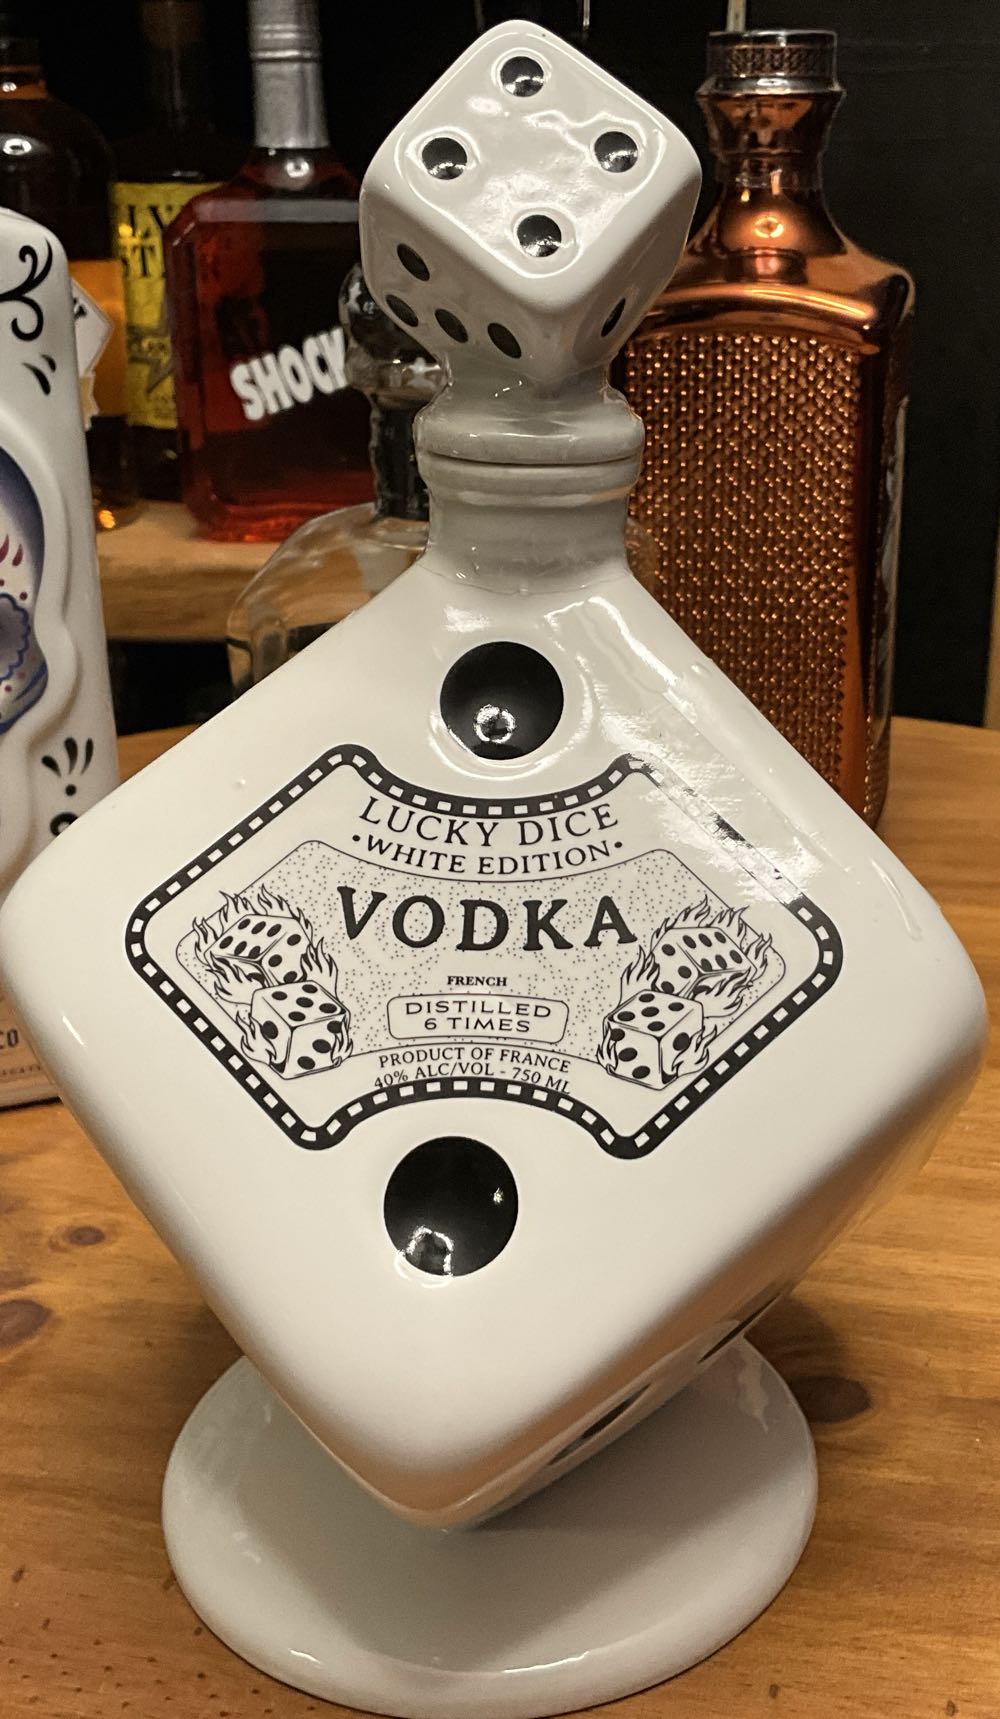 SHOCK
LUCKY DICE
•WHITE EDITION•
VODKA
FRENCH
DISTILLED
6 TIMES
PRODUCT OF FRANCE
40% ALC/VOL - 750 ML